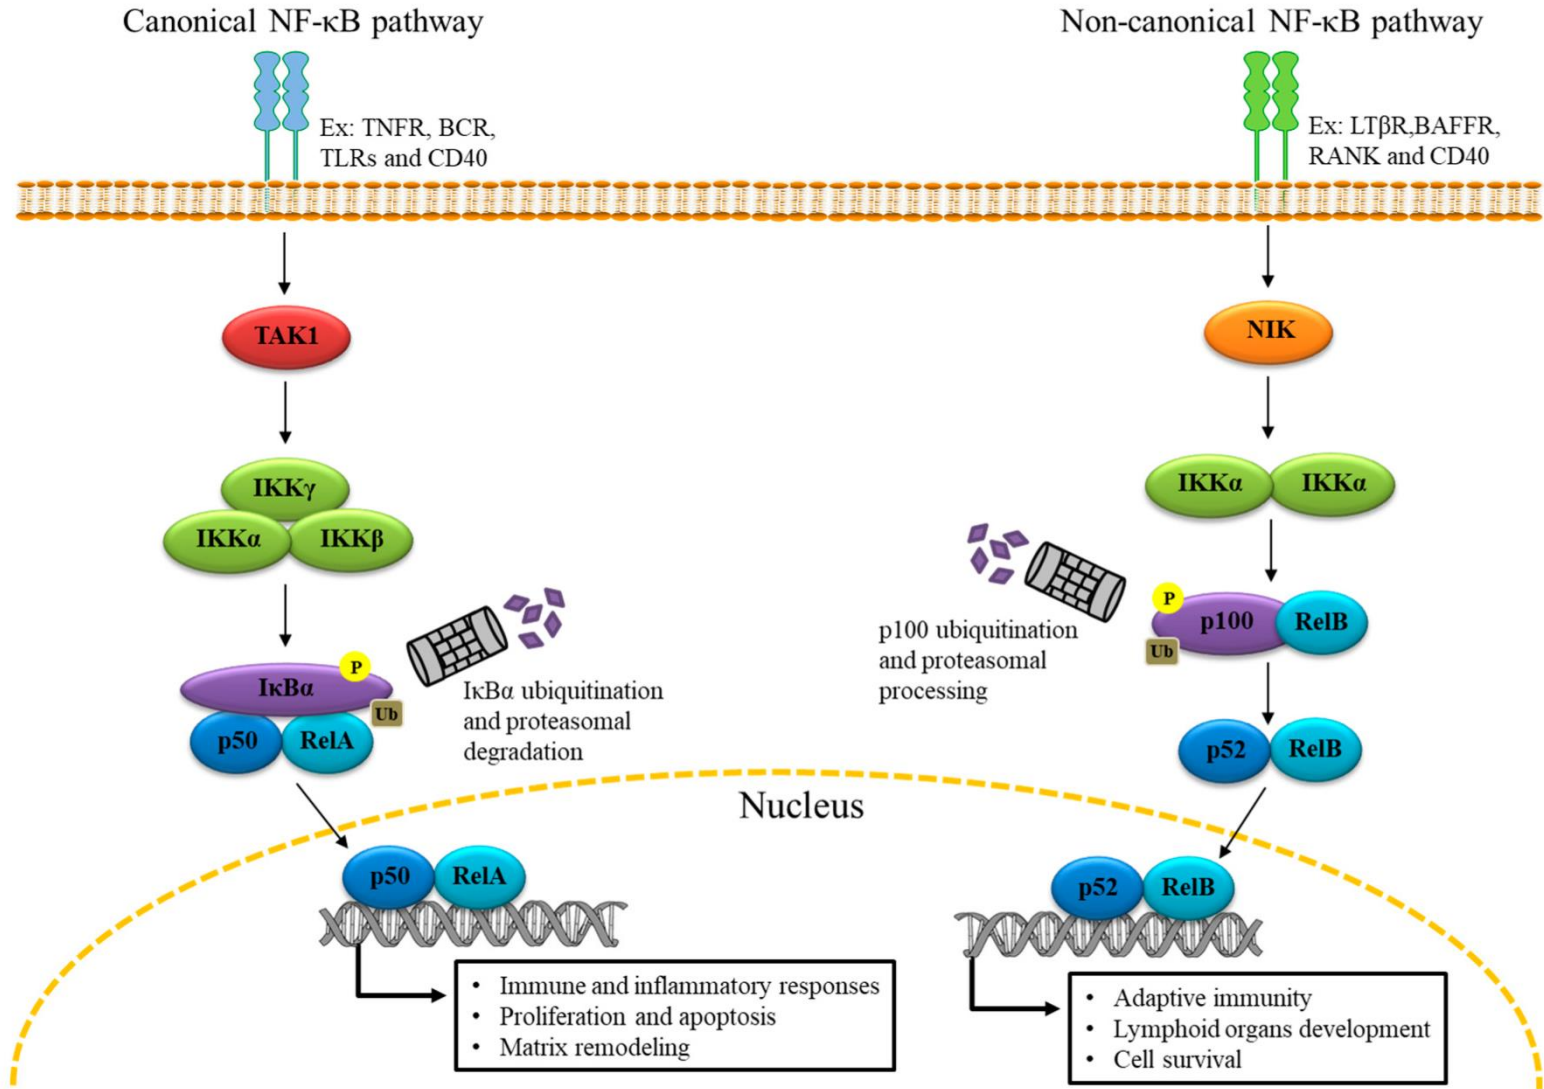 Canonical NF-κB pathway
Ex: TNFR, BCR,
TLRs and CD40
TAK1
IKKγ
IKKα
IKKβ
IκBα
P
Ub
p50
RelA
IκBα ubiquitination
and proteasomal
degradation
Non-canonical NF-κB pathway
Ex: LTβR,BAFFR,
RANK and CD40
NIK
IKKα
IKKα
P
p100
RelB
Ub
p100 ubiquitination
and proteasomal
processing
p52
RelB
Nucleus
p50
RelA
• Immune and inflammatory responses
• Proliferation and apoptosis
• Matrix remodeling
p52
RelB
• Adaptive immunity
• Lymphoid organs development
• Cell survival